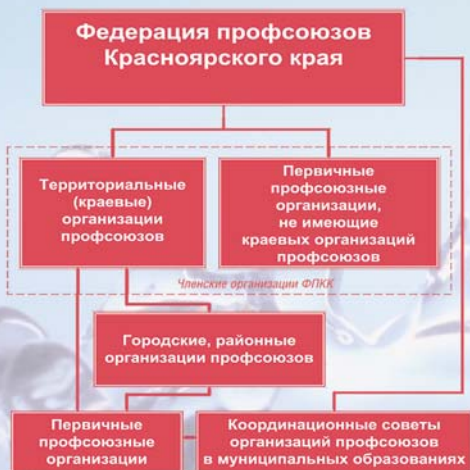 Федерация профсоюзов
Красноярского края
Территориальные
(краевые)
организации
профсоюзов
Первичные
профсоюзные
организации,
не имеющие
краевых организаций
профсоюзов
Членские организации ФПКК
Городские, районные
организации профсоюзов
Первичные
профсоюзные
организации
Координационные советы
организаций профсоюзов
в муниципальных образованиях